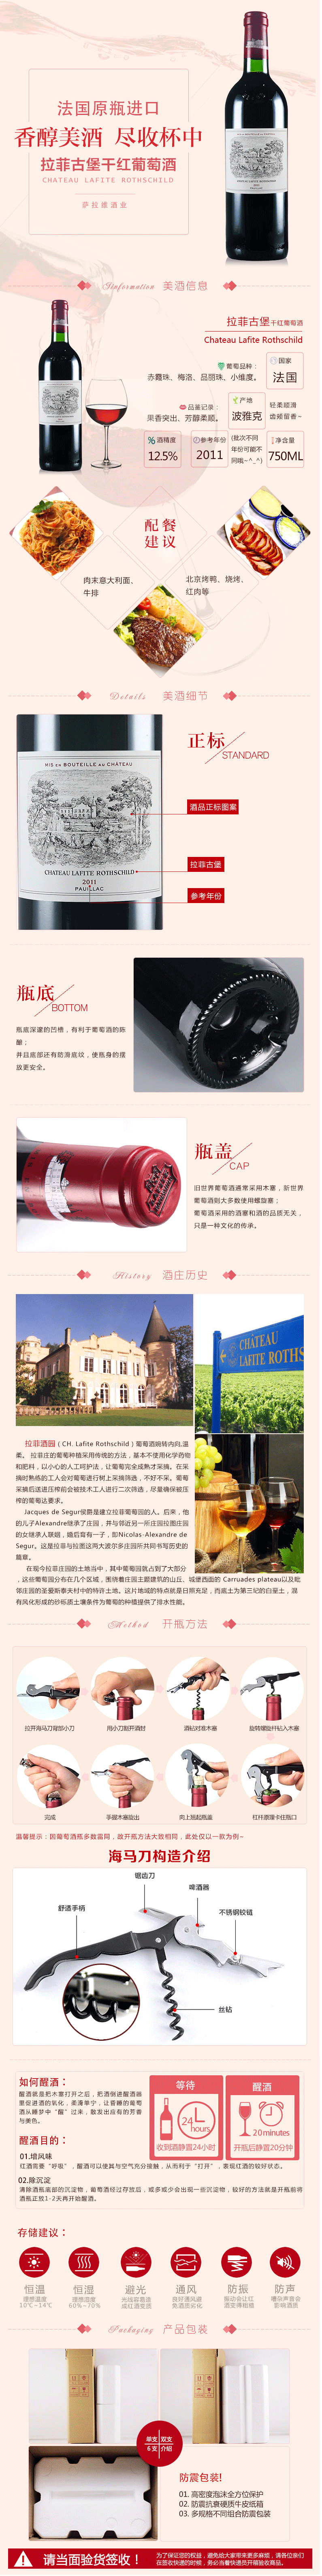 法国原瓶进口
香醇美酒 尽收杯中
拉菲古堡干红葡萄酒
CHATEAU LAFITE ROTHSCHILD
萨拉维酒业
Iinformation 美酒信息
拉菲古堡干红葡萄酒
Chateau Lafite Rothschild
葡萄品种：
赤霞珠、梅洛、品丽珠、小维度。
国家
法国
品鉴记录：
果香突出、芳醇柔顺。
产地
波雅克
轻柔顺滑
齿颊留香~
酒精度
12.5%
参考年份
2011
(批次不同
年份可能不
同哦~^_^)
净含量
750ML
配餐
建议
肉末意大利面、
牛排
北京烤鸭、烧烤、
红肉等
Details 美酒细节
正标
STANDARD
MIS EN BOUTEILLE AU CHÂTEAU
酒品正标图案
CHATEAU LAFITE ROTHSCHILD
拉菲古堡
2011
PAUILLAC
参考年份
瓶底
BOTTOM
瓶底深邃的凹槽，有利于葡萄酒的陈
酿；
并且底部还有防滑底纹，使瓶身的摆
放更安全。
瓶盖
CAP
旧世界葡萄酒通常采用木塞，新世界
葡萄酒则大多数使用螺旋塞；
葡萄酒采用的酒塞和酒的品质无关，
只是一种文化的传承。
History 酒庄历史
CHÂTEAU
LAFITE ROTHS
拉菲酒园（CH. Lafite Rothschild）葡萄酒婉转内向,温
柔。 拉菲庄的葡萄种植采用传统的方法，基本不使用化学药物
和肥料，以小心的人工呵护法，让葡萄完全成熟才采摘。在采
摘时熟练的工人会对葡萄进行树上采摘筛选，不好不采。葡萄
采摘后送进压榨前会被技术工人进行二次筛选，尽量确保被压
榨的葡萄达要求。
Jacques de Segur侯爵是建立拉菲葡萄园的人。后来，他
的儿子Alexandre继承了庄园，并与邻近另一所庄园拉图庄园
的女继承人联姻，婚后育有一子，即Nicolas-Alexandre de
Segur。这是拉菲与拉图这两大波尔多庄园所共同书写历史的
篇章。
在现今拉菲庄园的土地当中，其中葡萄园就占到了大部分
，这些葡萄园分布在几个区域，围绕着庄园主题建筑的山丘、城堡西面的 Carruades plateau以及毗
邻庄园的圣爱斯泰夫村中的特许土地。这片地域的特点就是日照充足，而底土为第三纪的白垩土，混
有风化形成的沙砾质土壤条件为葡萄的种植提供了排水性能。
Method 开瓶方法
拉开海马刀背部小刀
用小刀割开酒封
酒钻对准木塞
旋转螺旋纤钻入木塞
完成
手握木塞旋出
向上翘起瓶盖
杠杆原理卡住瓶口
温馨提示：因葡萄酒瓶多数雷同，故开瓶方法大致相同，此处仅以一款为例~
海马刀构造介绍
锯齿刀
啤酒器
舒适手柄
不锈钢铰链
丝钻
如何醒酒：
醒酒就是把木塞打开之后，把酒倒进醒酒器
里促进酒的氧化，柔滑单宁，让昏睡的葡萄
酒从睡梦中“醒”过来，散发出应有的芳香
与美色。
等待
24
hours
收到酒静置24小时
醒酒
20minutes
开瓶后静置20分钟
醒酒目的：
01.增风味
红酒需要“呼吸”，醒酒可以使其与空气充分接触，从而利于“打开”，表现红酒的较好状态。
02.除沉淀
清除酒瓶底部的沉淀物，葡萄酒经过存放后，或多或少会出现一些沉淀物，较好的方法就是开瓶前将
酒瓶正放1-2天再开始醒酒。
存储建议：
恒温
理想温度
10℃~14℃
恒湿
理想湿度
60%~70%
避光
光线容易造
成红酒变质
通风
良好通风避
免酒质劣化
防振
振动会让红
酒变得粗糙
防声
嘈杂声音会
影响酒质
Packaging 产品包装
单支 双支
6支 介绍
防震包装!
01. 高密度泡沫全方位保护
02. 防震抗衰硬质牛皮纸箱
03. 多规格不同组合防震包装
请当面验货签收！
为了保证您的权益，避免给大家带来更多麻烦，请各位亲们
在签收快递的时候，务必当着快递员开箱验收商品。